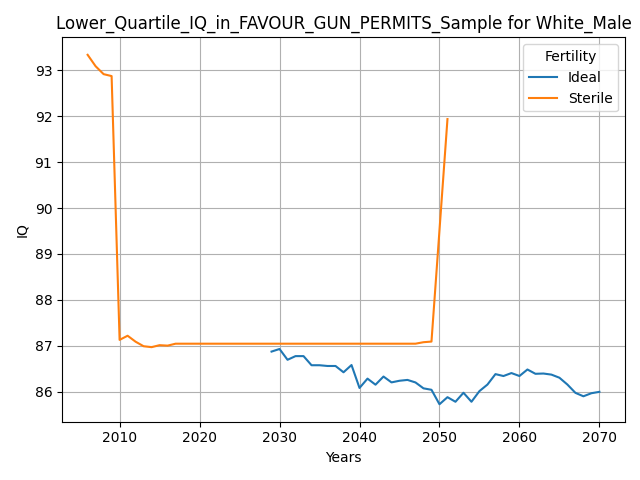 Lower_Quartile_IQ_in_FAVOUR_GUN_PERMITS_Sample for White_Male
Fertility
Ideal
Sterile
93
92
91
90
89
88
87
86
IQ
2010 2020 2030 2040 2050 2060 2070
Years